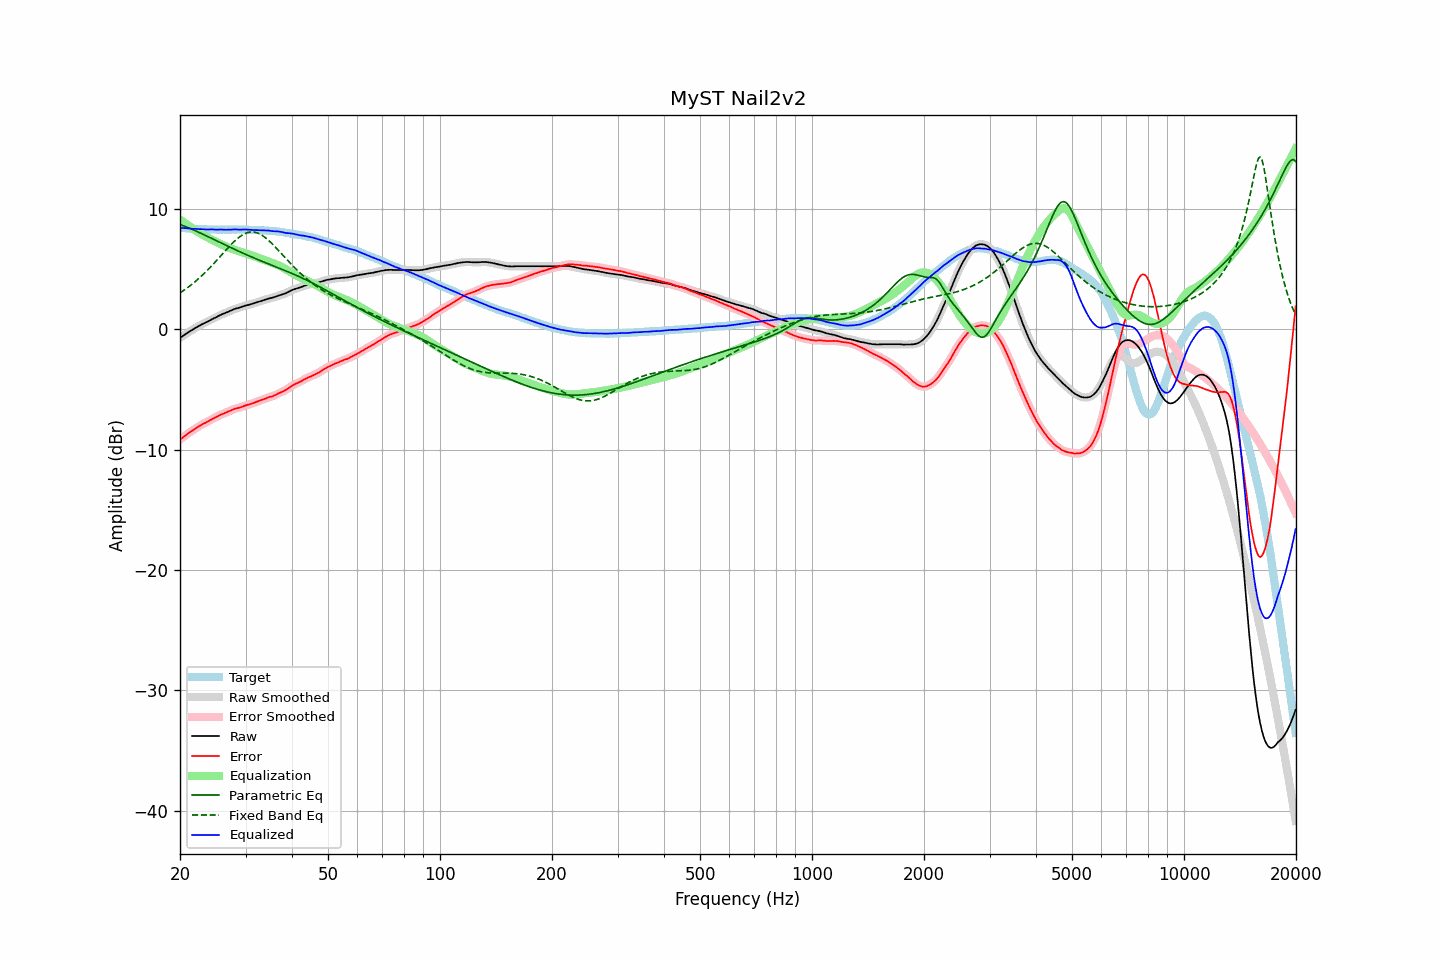 MyST Nail2v2
10
0
−10
−20
−30
−40
Amplitude (dBr)
Target
Raw Smoothed
Error Smoothed
Raw
Error
Equalization
Parametric Eq
Fixed Band Eq
Equalized
20 50 100 200 500 1000 2000 5000 10000 20000
Frequency (Hz)